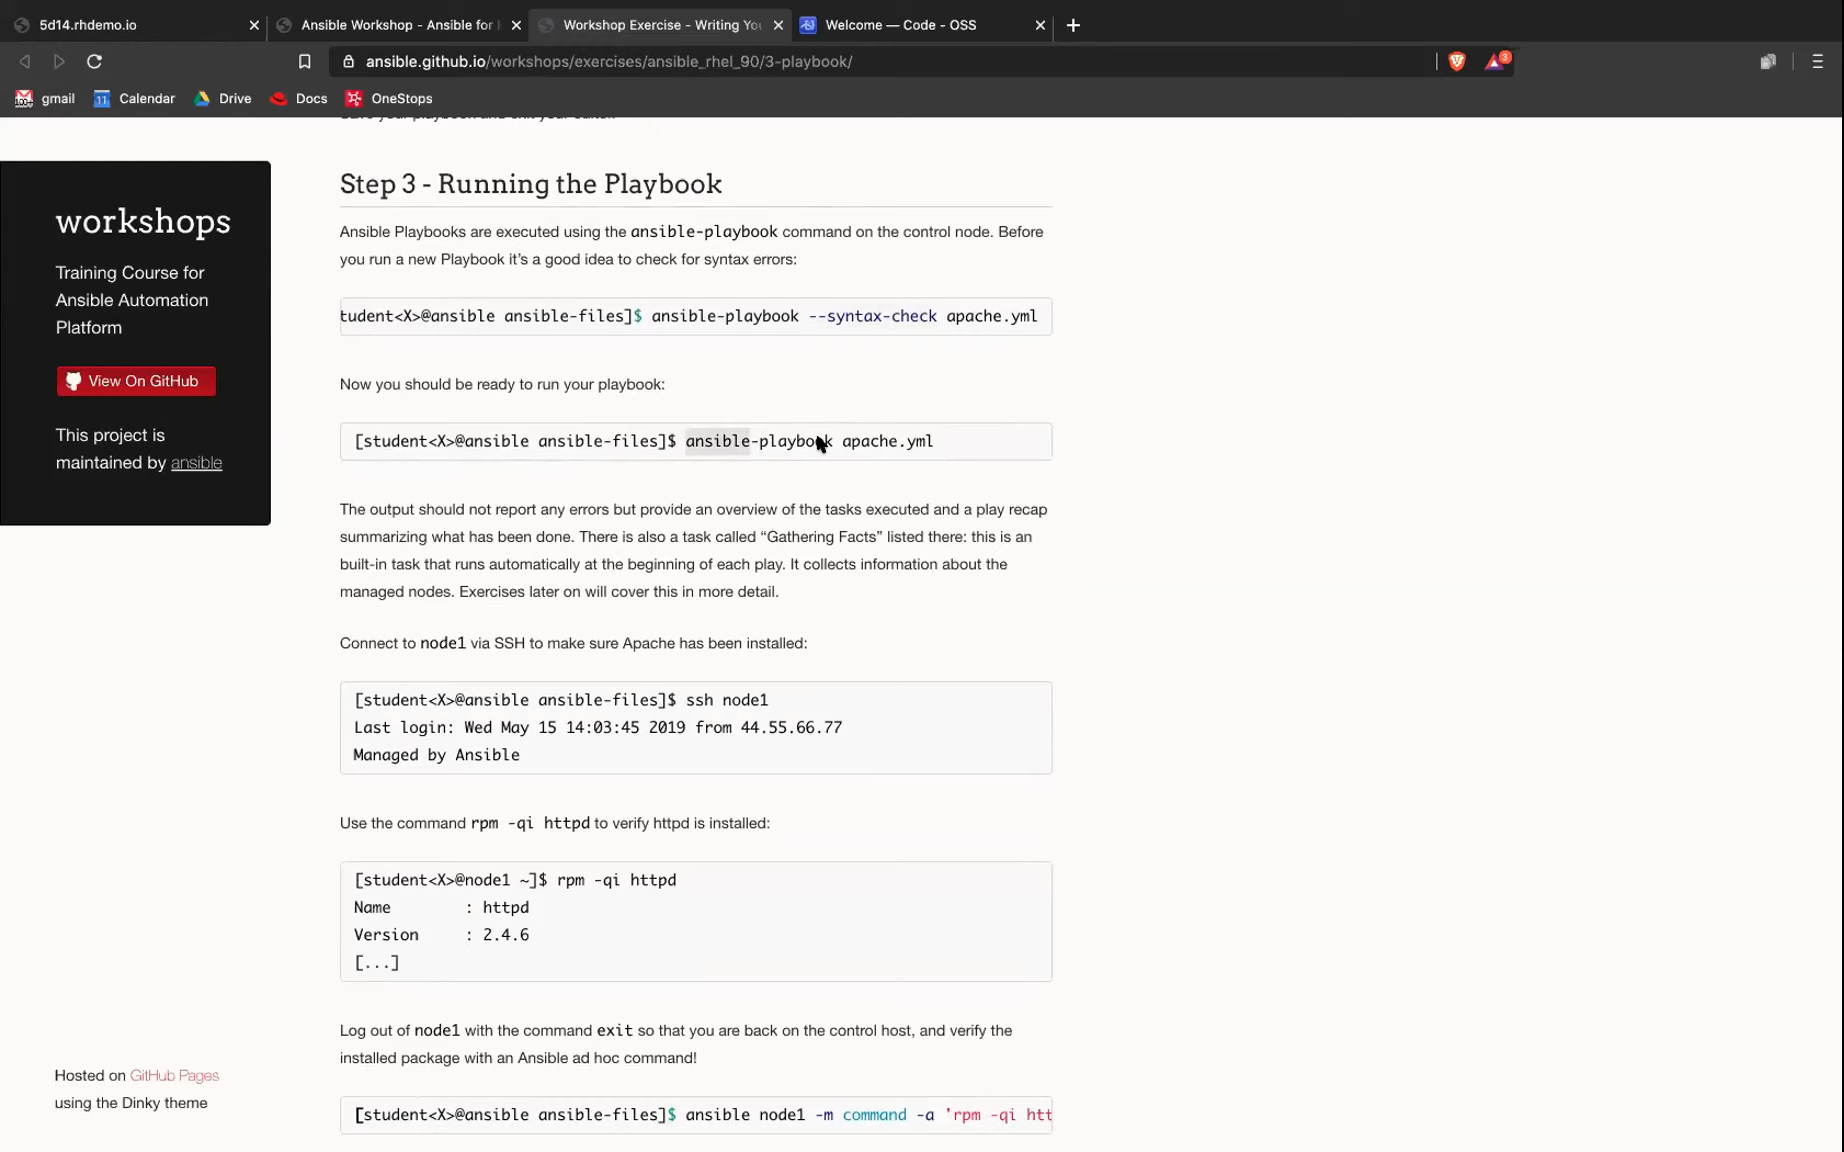 5d14.rhdemo.io
Ansible Workshop - Ansible for
Workshop Exercise - Writing Yo
Welcome — Code - OSS
ansible.github.io/workshops/exercises/ansible_rhel_90/3-playbook/
3
gmail
Calendar
Drive
Docs
OneStops
workshops
Training Course for
Ansible Automation
Platform
View On GitHub
This project is
maintained by ansible
Hosted on GitHub Pages
using the Dinky theme
Step 3 - Running the Playbook
Ansible Playbooks are executed using the ansible-playbook command on the control node. Before
you run a new Playbook it’s a good idea to check for syntax errors:
tudent<X>@ansible ansible-files]$ ansible-playbook --syntax-check apache.yml
Now you should be ready to run your playbook:
[student<X>@ansible ansible-files]$ ansible-playbook apache.yml
The output should not report any errors but provide an overview of the tasks executed and a play recap
summarizing what has been done. There is also a task called “Gathering Facts” listed there: this is an
built-in task that runs automatically at the beginning of each play. It collects information about the
managed nodes. Exercises later on will cover this in more detail.
Connect to node1 via SSH to make sure Apache has been installed:
[student<X>@ansible ansible-files]$ ssh node1
Last login: Wed May 15 14:03:45 2019 from 44.55.66.77
Managed by Ansible
Use the command rpm -qi httpd to verify httpd is installed:
[student<X>@node1 ~]$ rpm -qi httpd
Name : httpd
Version : 2.4.6
[...]
Log out of node1 with the command exit so that you are back on the control host, and verify the
installed package with an Ansible ad hoc command!
[student<X>@ansible ansible-files]$ ansible node1 -m command -a 'rpm -qi htt